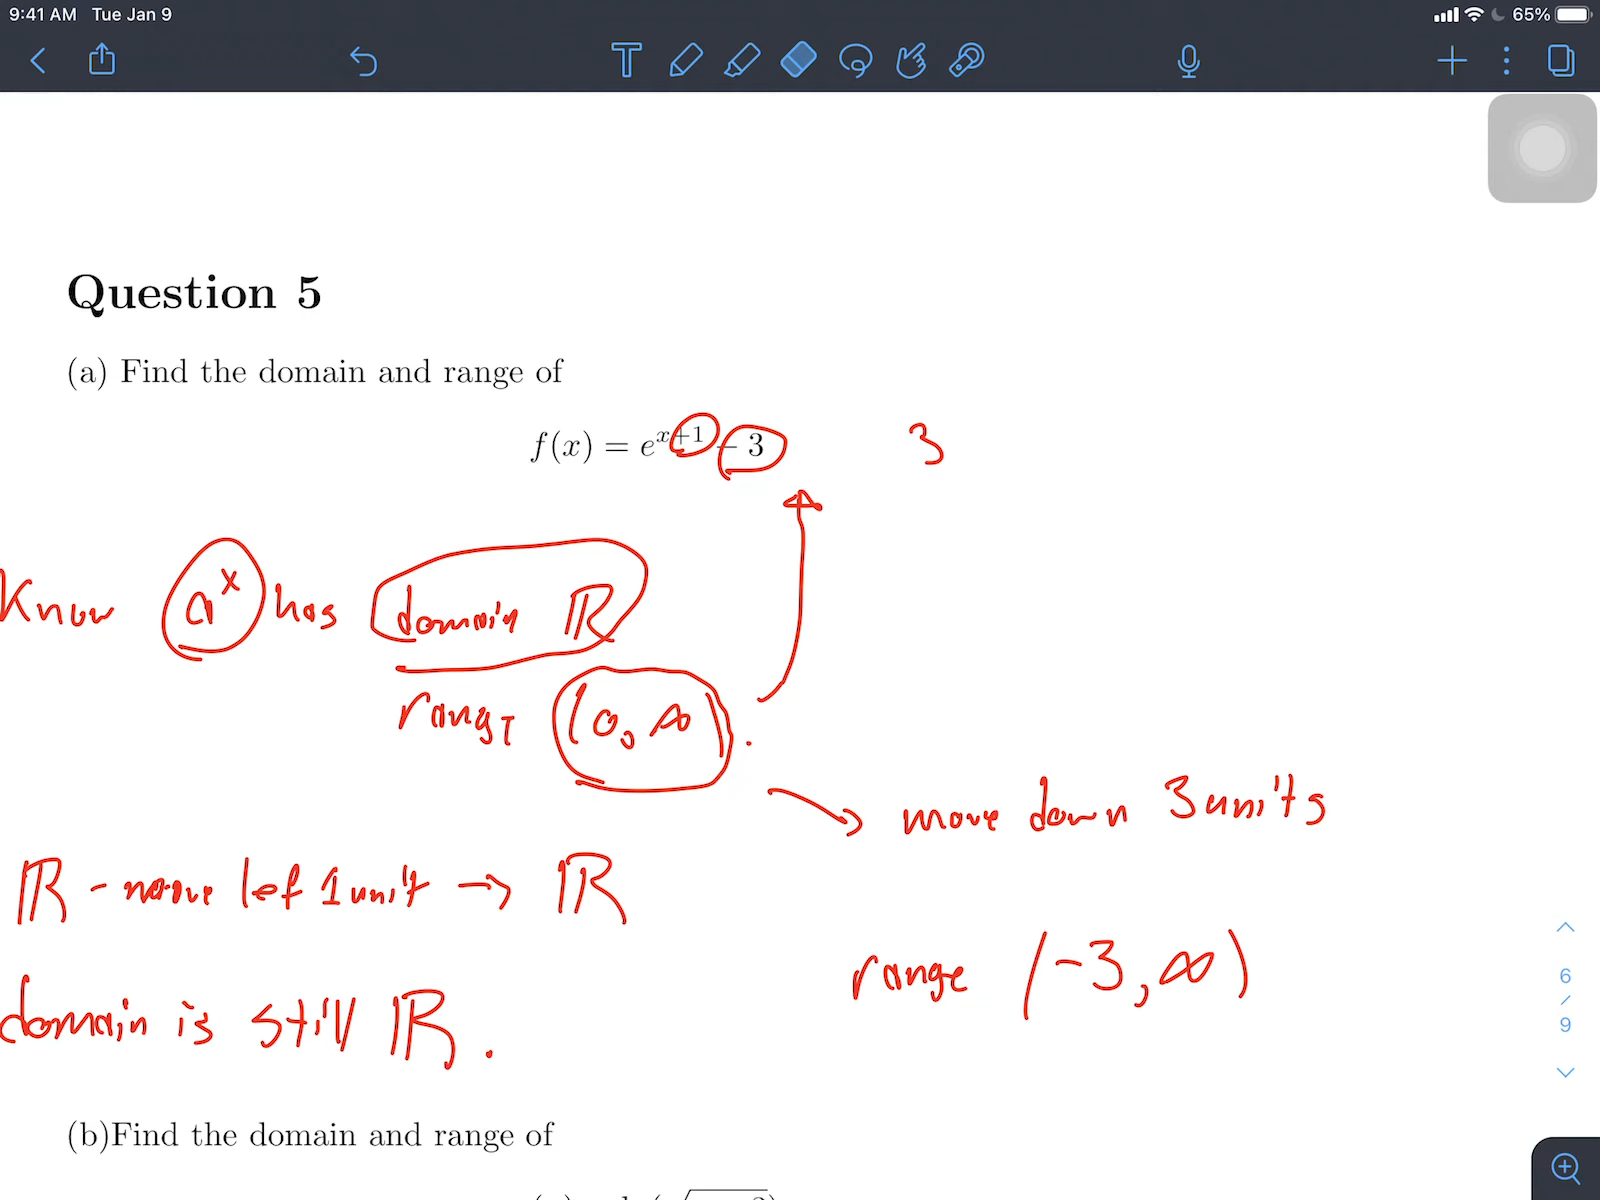 9:41 AM Tue Jan 9
65%
Question 5
(a) Find the domain and range of
f(x) = e^{x+1} − 3
3
Know a^x has domain ℝ
range (0, ∞).
move down 3 units
ℝ - move lef 1 unit → ℝ
range (-3, ∞)
domain is still ℝ.
6
/
9
(b)Find the domain and range of